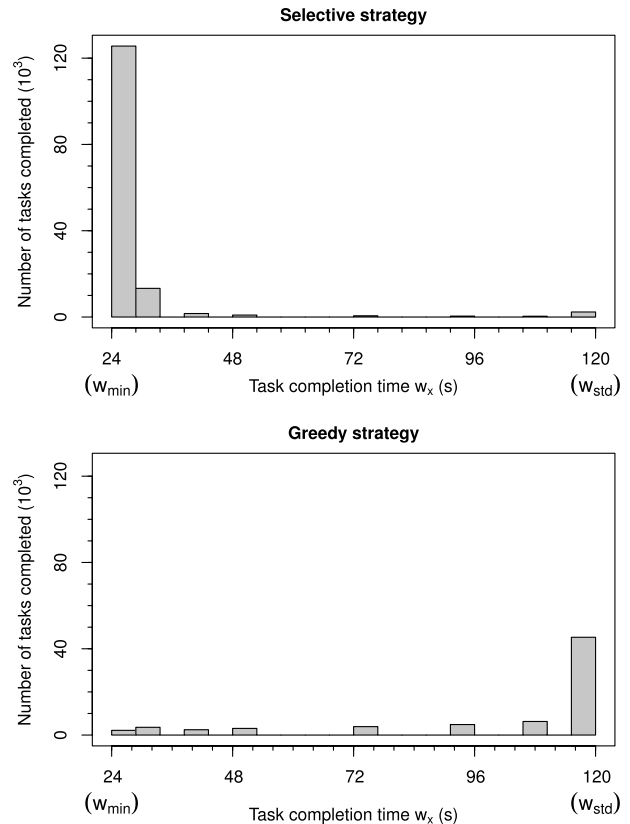 Selective strategy
Number of tasks completed (10³)
120
80
40
0
24 48 72 96 120
(w_min) Task completion time w_x (s) (w_std)
Greedy strategy
Number of tasks completed (10³)
120
80
40
0
24 48 72 96 120
(w_min) Task completion time w_x (s) (w_std)